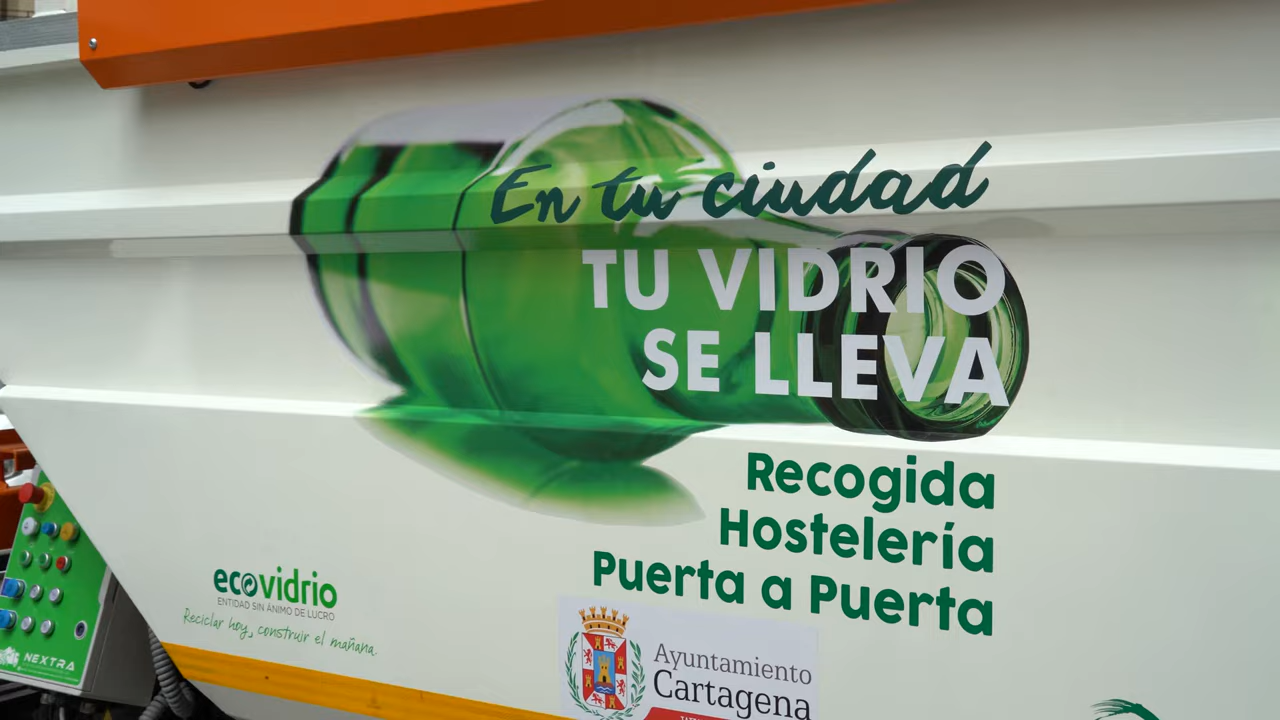 En tu ciudad
TU VIDRIO
SE LLEVA
Recogida
Hostelería
Puerta a Puerta
ecovidrio
ENTIDAD SIN ÁNIMO DE LUCRO
Reciclar hoy, construir el mañana.
NEXTRA
Ayuntamiento
Cartagena